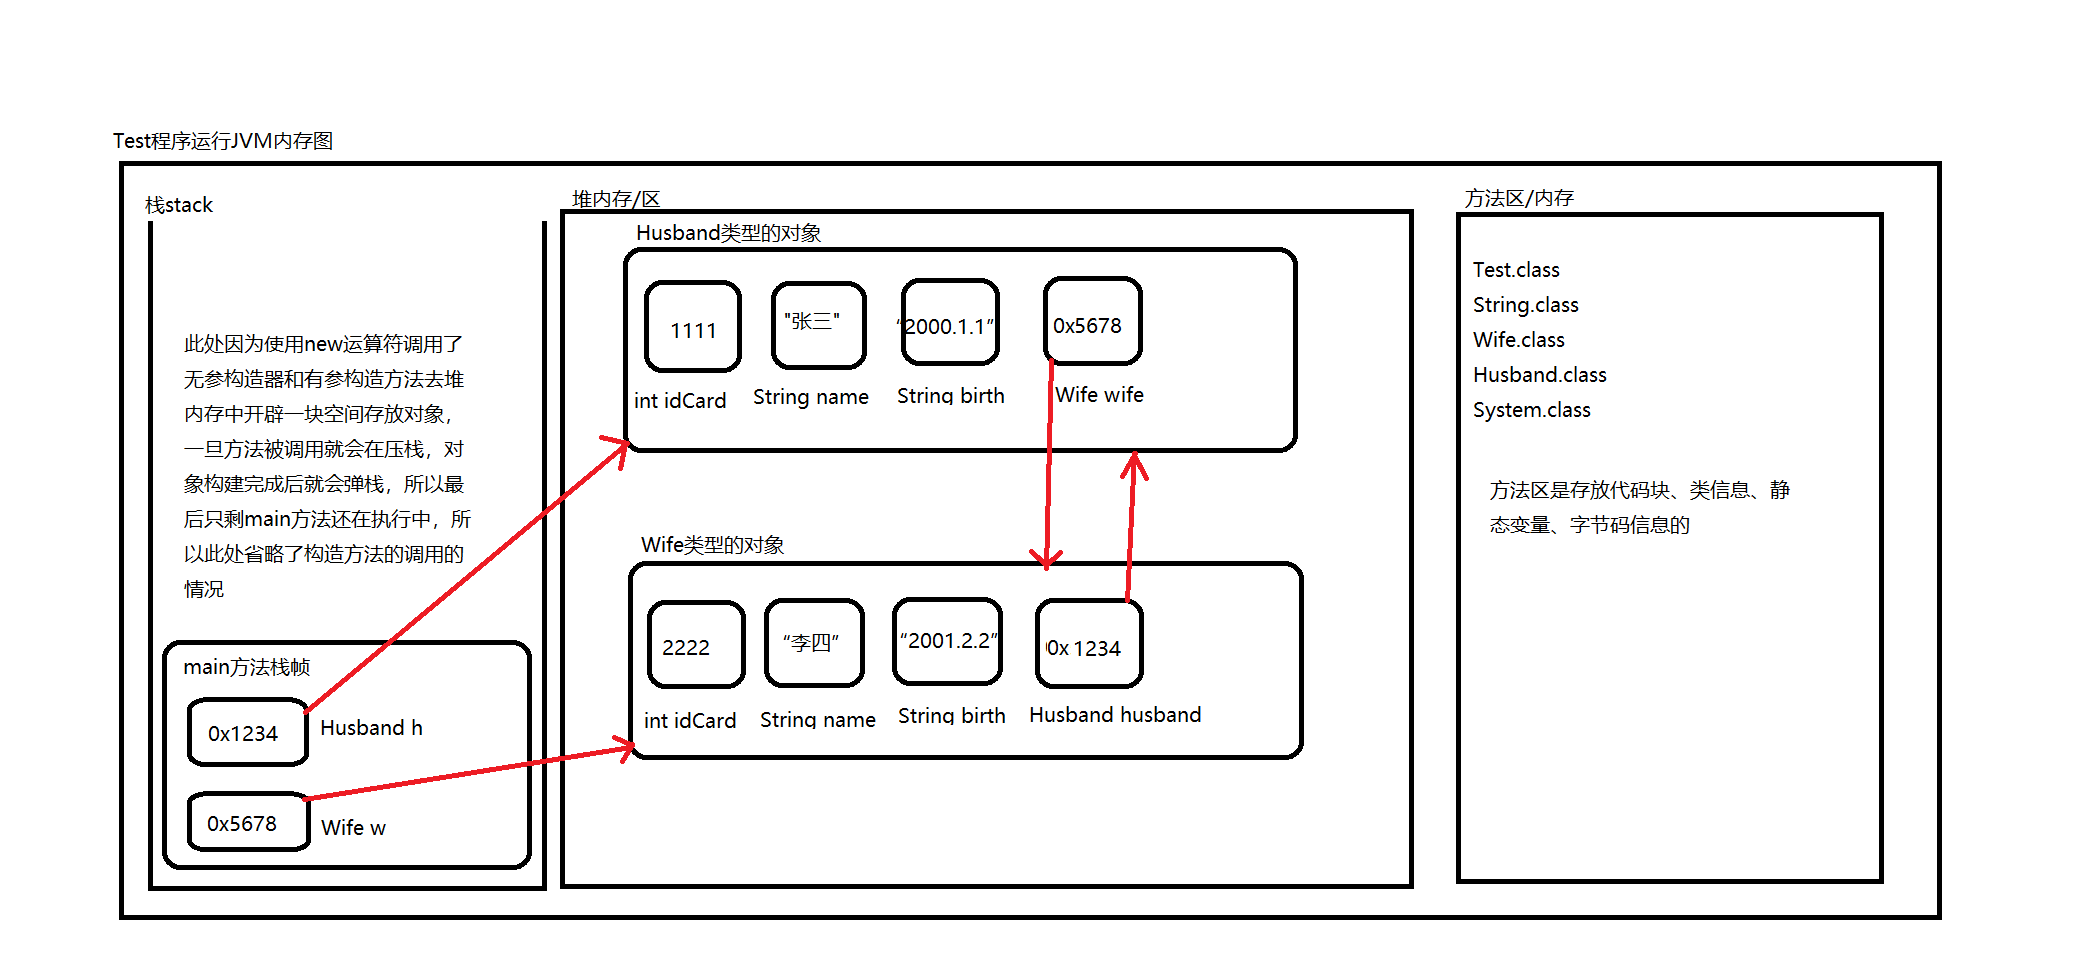 Test程序运行JVM内存图
栈stack
此处因为使用new运算符调用了
无参构造器和有参构造方法去堆
内存中开辟一块空间存放对象，
一旦方法被调用就会在压栈，对
象构建完成后就会弹栈，所以最
后只剩main方法还在执行中，所
以此处省略了构造方法的调用的
情况
main方法栈帧
0x1234
Husband h
0x5678
Wife w
堆内存/区
Husband类型的对象
1111
"张三"
“2000.1.1”
0x5678
int idCard
String name
String birth
Wife wife
Wife类型的对象
2222
“李四”
“2001.2.2”
0x 1234
int idCard
String name
String birth
Husband husband
方法区/内存
Test.class
String.class
Wife.class
Husband.class
System.class
方法区是存放代码块、类信息、静
态变量、字节码信息的